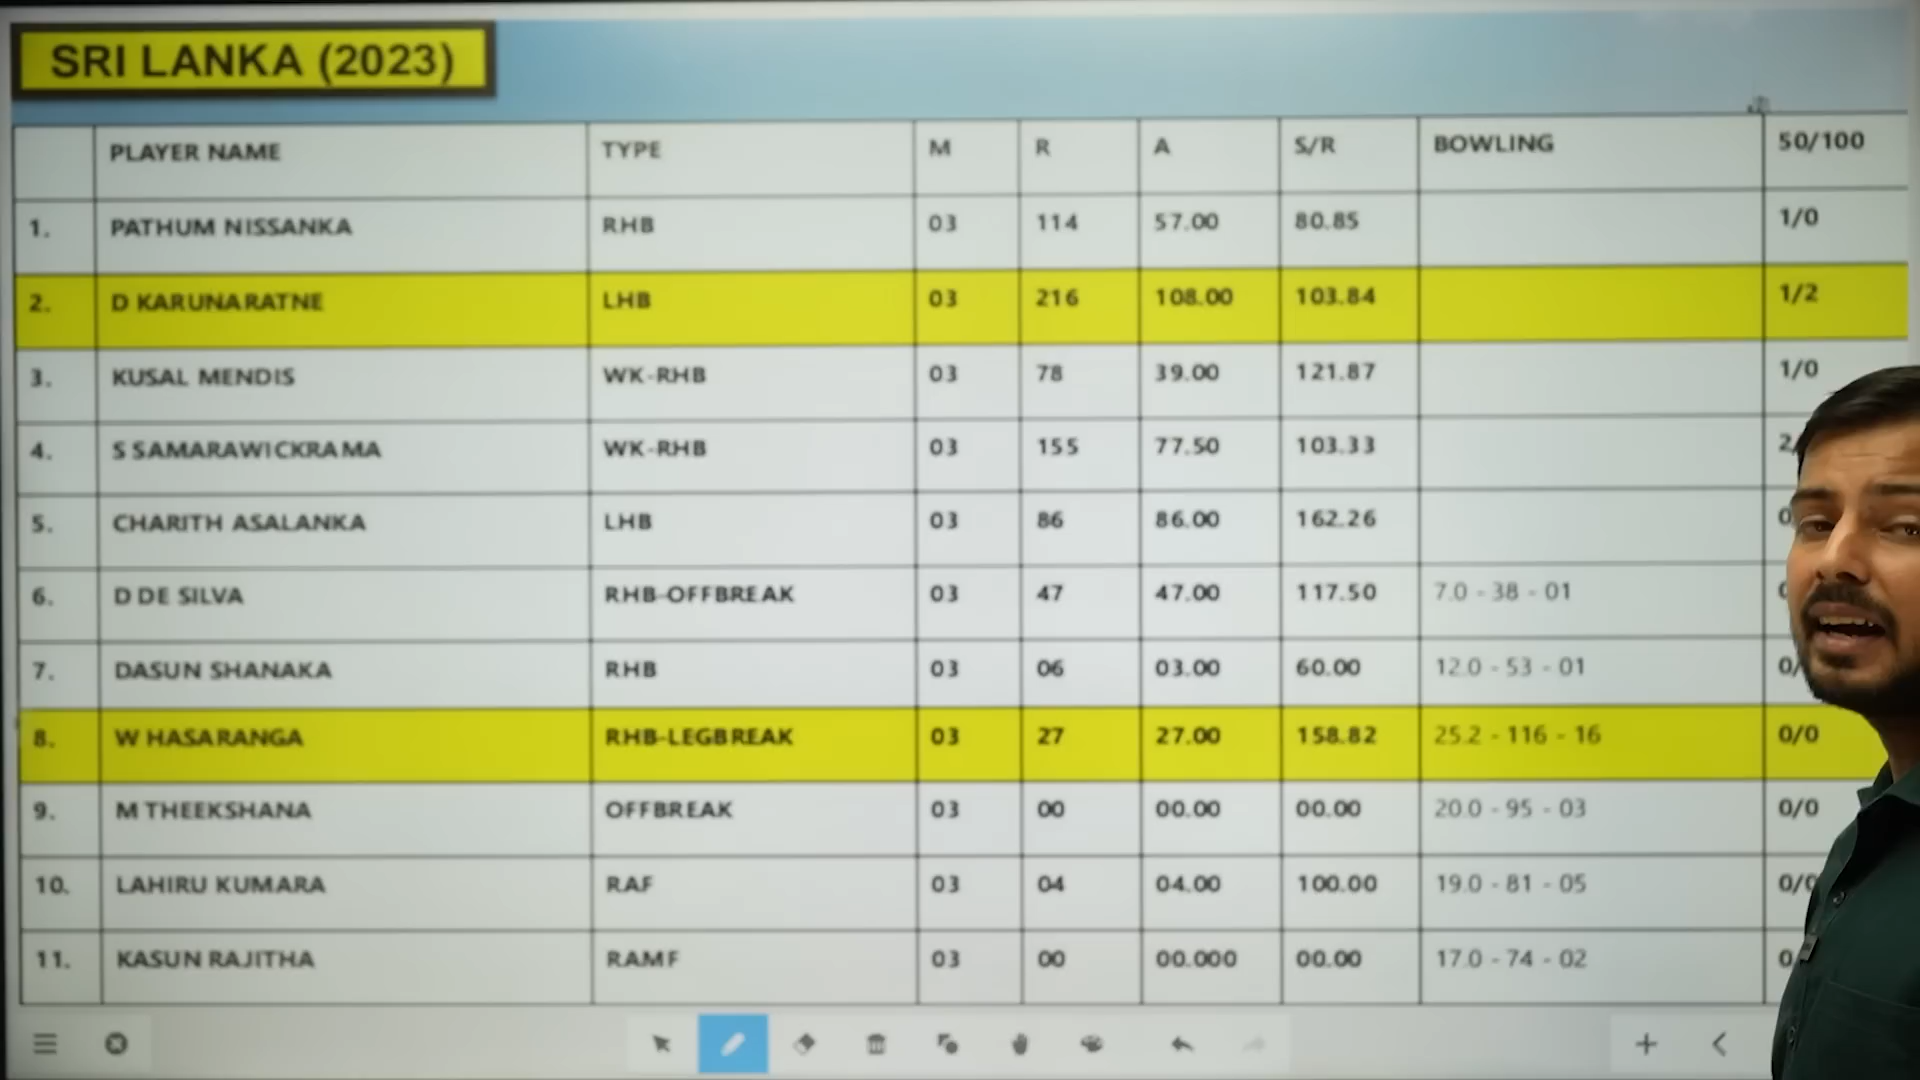 SRI LANKA (2023)
PLAYER NAME TYPE M R A S/R BOWLING 50/100
1. PATHUM NISSANKA RHB 03 114 57.00 80.85 1/0
2. D KARUNARATNE LHB 03 216 108.00 103.84 1/2
3. KUSAL MENDIS WK-RHB 03 78 39.00 121.87 1/0
4. S SAMARAWICKRAMA WK-RHB 03 155 77.50 103.33
5. CHARITH ASALANKA LHB 03 86 86.00 162.26
6. D DE SILVA RHB-OFFBREAK 03 47 47.00 117.50 7.0 - 38 - 01
7. DASUN SHANAKA RHB 03 06 03.00 60.00 12.0 - 53 - 01
8. W HASARANGA RHB-LEGBREAK 03 27 27.00 158.82 25.2 - 116 - 16 0/0
9. M THEEKSHANA OFFBREAK 03 00 00.00 00.00 20.0 - 95 - 03 0/0
10. LAHIRU KUMARA RAF 03 04 04.00 100.00 19.0 - 81 - 05 0/0
11. KASUN RAJITHA RAMF 03 00 00.000 00.00 17.0 - 74 - 02